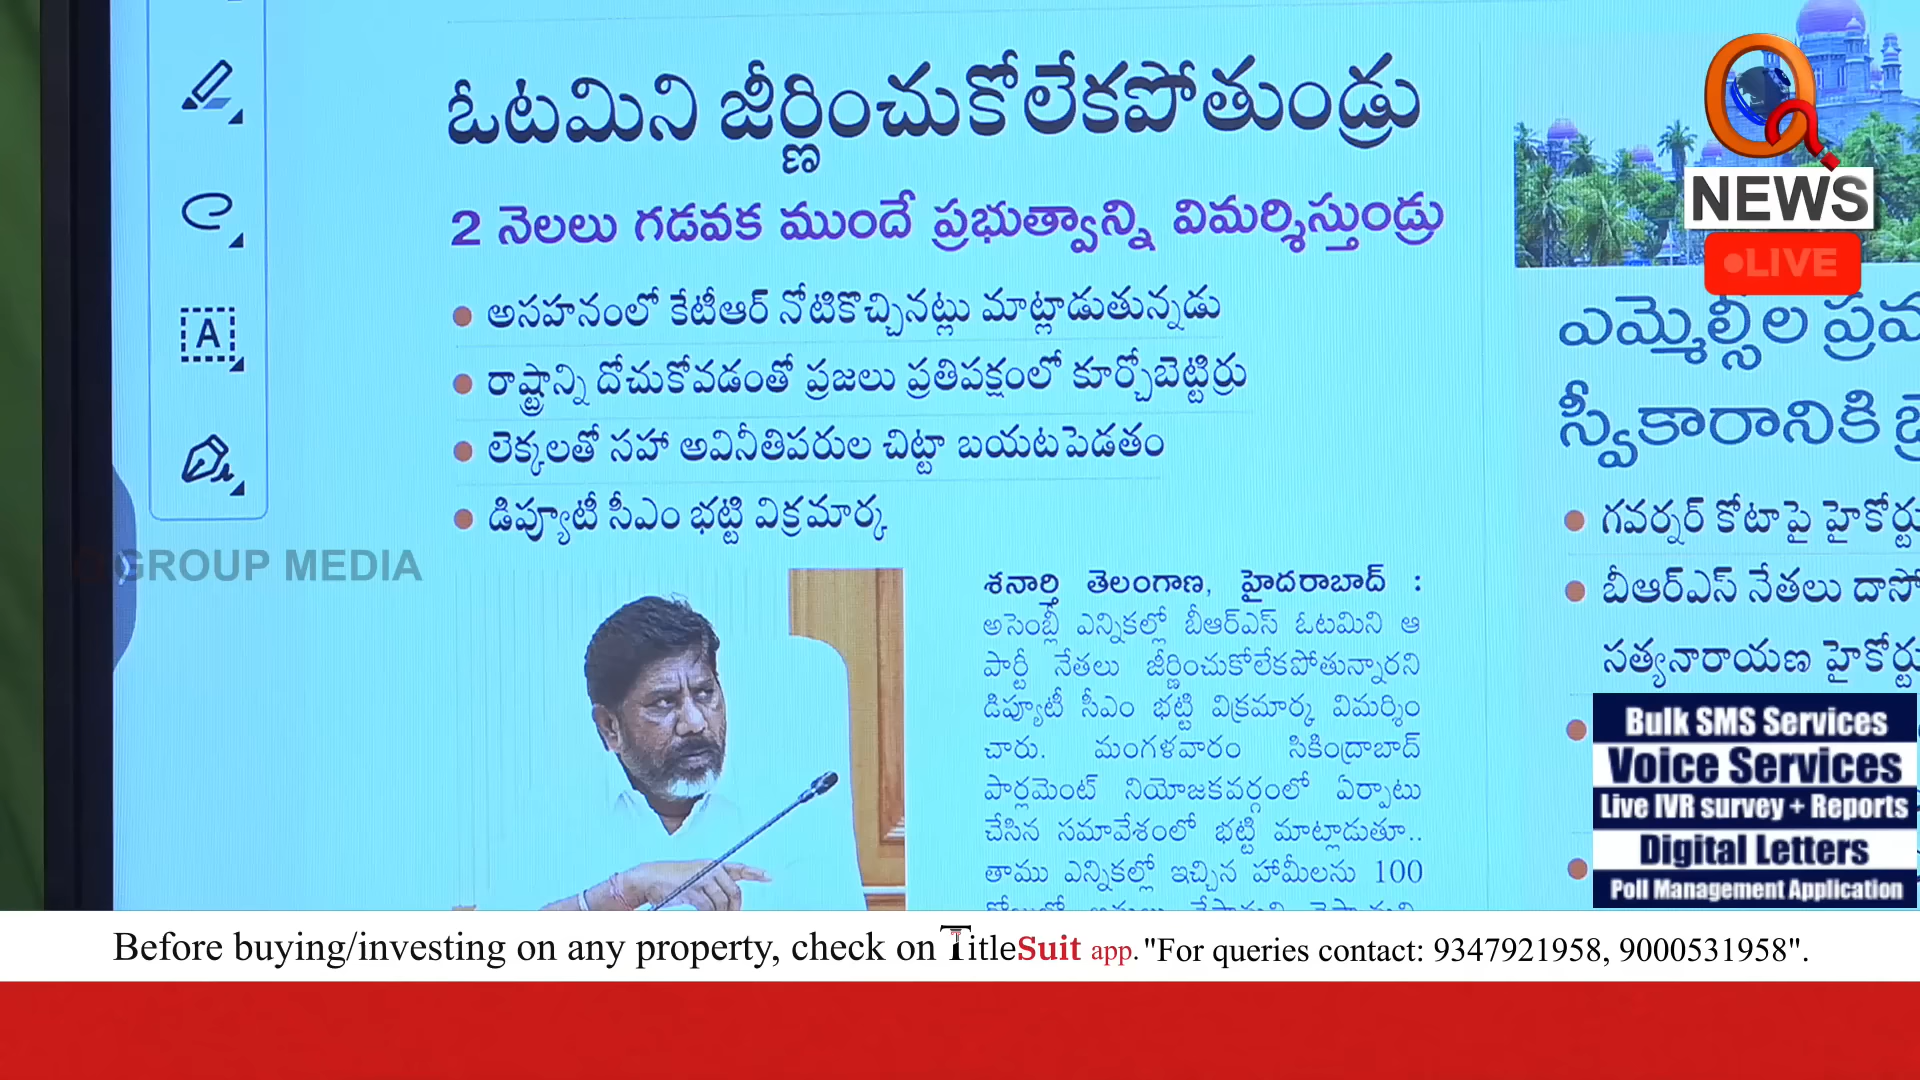 ఓటమిని జీర్ణించుకోలేకపోతుండ్రు
2 నెలలు గడవక ముందే ప్రభుత్వాన్ని విమర్శిస్తుండ్రు
అసహనంలో కేటీఆర్ నోటికొచ్చినట్లు మాట్లాడుతున్నడు
రాష్ట్రాన్ని దోచుకోవడంతో ప్రజలు ప్రతిపక్షంలో కూర్చోబెట్టిర్రు
లెక్కలతో సహా అవినీతిపరుల చిట్టా బయటపెడతం
డిప్యూటీ సీఎం భట్టి విక్రమార్క
శనార్తి తెలంగాణ, హైదరాబాద్ :
అసెంబ్లీ ఎన్నికల్లో బీఆర్ఎస్ ఓటమిని ఆ
పార్టీ నేతలు జీర్ణించుకోలేకపోతున్నారని
డిప్యూటీ సీఎం భట్టి విక్రమార్క విమర్శిం
చారు. మంగళవారం సికింద్రాబాద్
పార్లమెంట్ నియోజకవర్గంలో ఏర్పాటు
చేసిన సమావేశంలో భట్టి మాట్లాడుతూ..
తాము ఎన్నికల్లో ఇచ్చిన హామీలను 100
ఎమ్మెల్సీల
స్వీకారానికి
గవర్నర్ కోటాపై హైకోర్టు
బీఆర్ఎస్ నేతలు
సత్యనారాయణ హైకోర్టు
A
GROUP MEDIA
Q
NEWS
LIVE
Bulk SMS Services
Voice Services
Live IVR survey + Reports
Digital Letters
Poll Management Application
Before buying/investing on any property, check on TitleSuit app. "For queries contact: 9347921958, 9000531958".